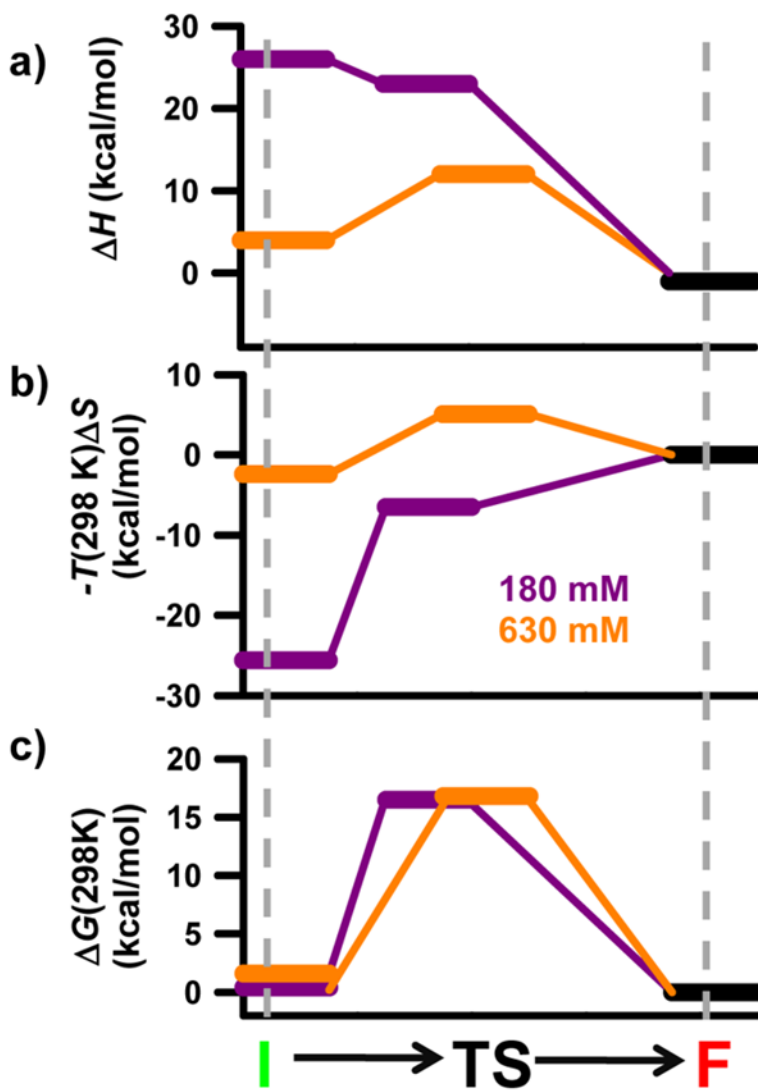 a)
ΔH (kcal/mol)
30
20
10
0
b)
-T(298 K)ΔS
(kcal/mol)
10
0
-10
-20
-30
180 mM
630 mM
c)
ΔG(298K)
(kcal/mol)
20
15
10
5
0
I TS F